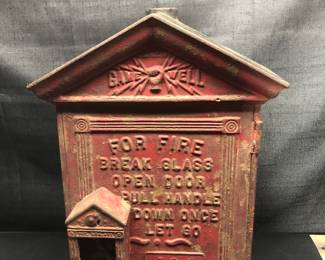 GAMEWELL
FOR FIRE
BREAK GLASS
OPEN DOOR
PULL HANDLE
DOWN ONCE
LET GO